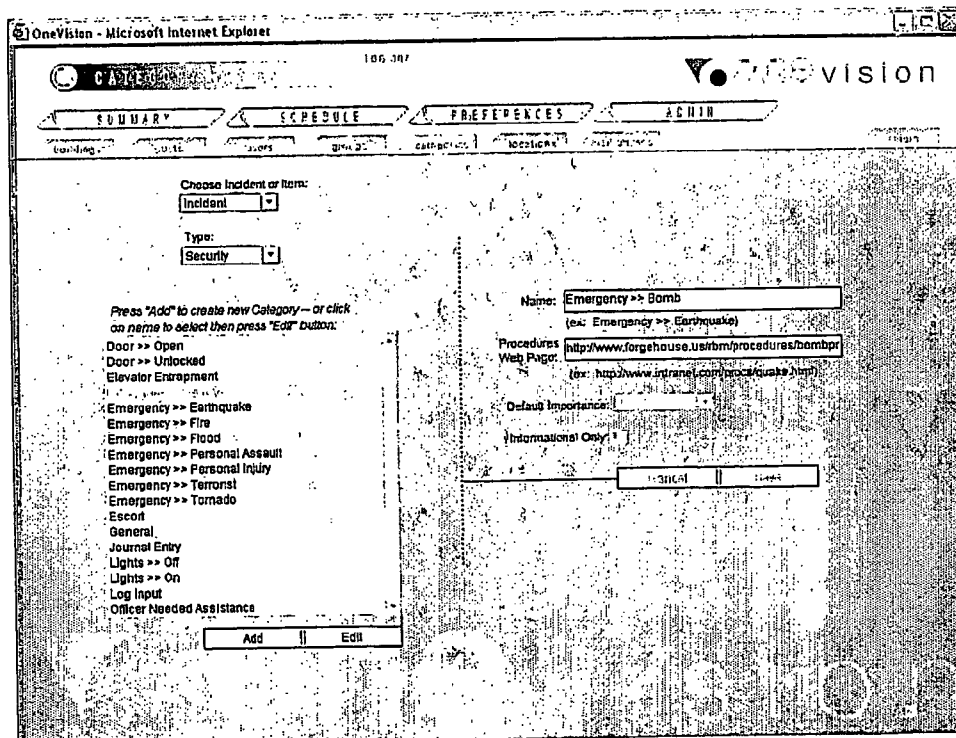 OneVision - Microsoft Internet Explorer
vision
SUMMARY
SCHEDULE
PREFERENCES
ADMIN
buildings
users
categories
locations
Choose Incident or Item:
Incident
Type:
Security
Press "Add" to create new Category — or click
on name to select then press "Edit" button:
Door >> Open
Door >> Unlocked
Elevator Entrapment
Emergency >> Earthquake
Emergency >> Fire
Emergency >> Flood
Emergency >> Personal Assault
Emergency >> Personal Injury
Emergency >> Terrorist
Emergency >> Tornado
Escort
General
Journal Entry
Lights >> Off
Lights >> On
Log Input
Officer Needed Assistance
Add
Edit
Name: Emergency >> Bomb
(ex: Emergency >> Earthquake)
Procedures
Web Page: http://www.forgehouse.us/rbm/procedures/bombpr
(ex: http://www.intranet.com/procs/quake.html)
Default Importance:
Informational Only:
Cancel
Save